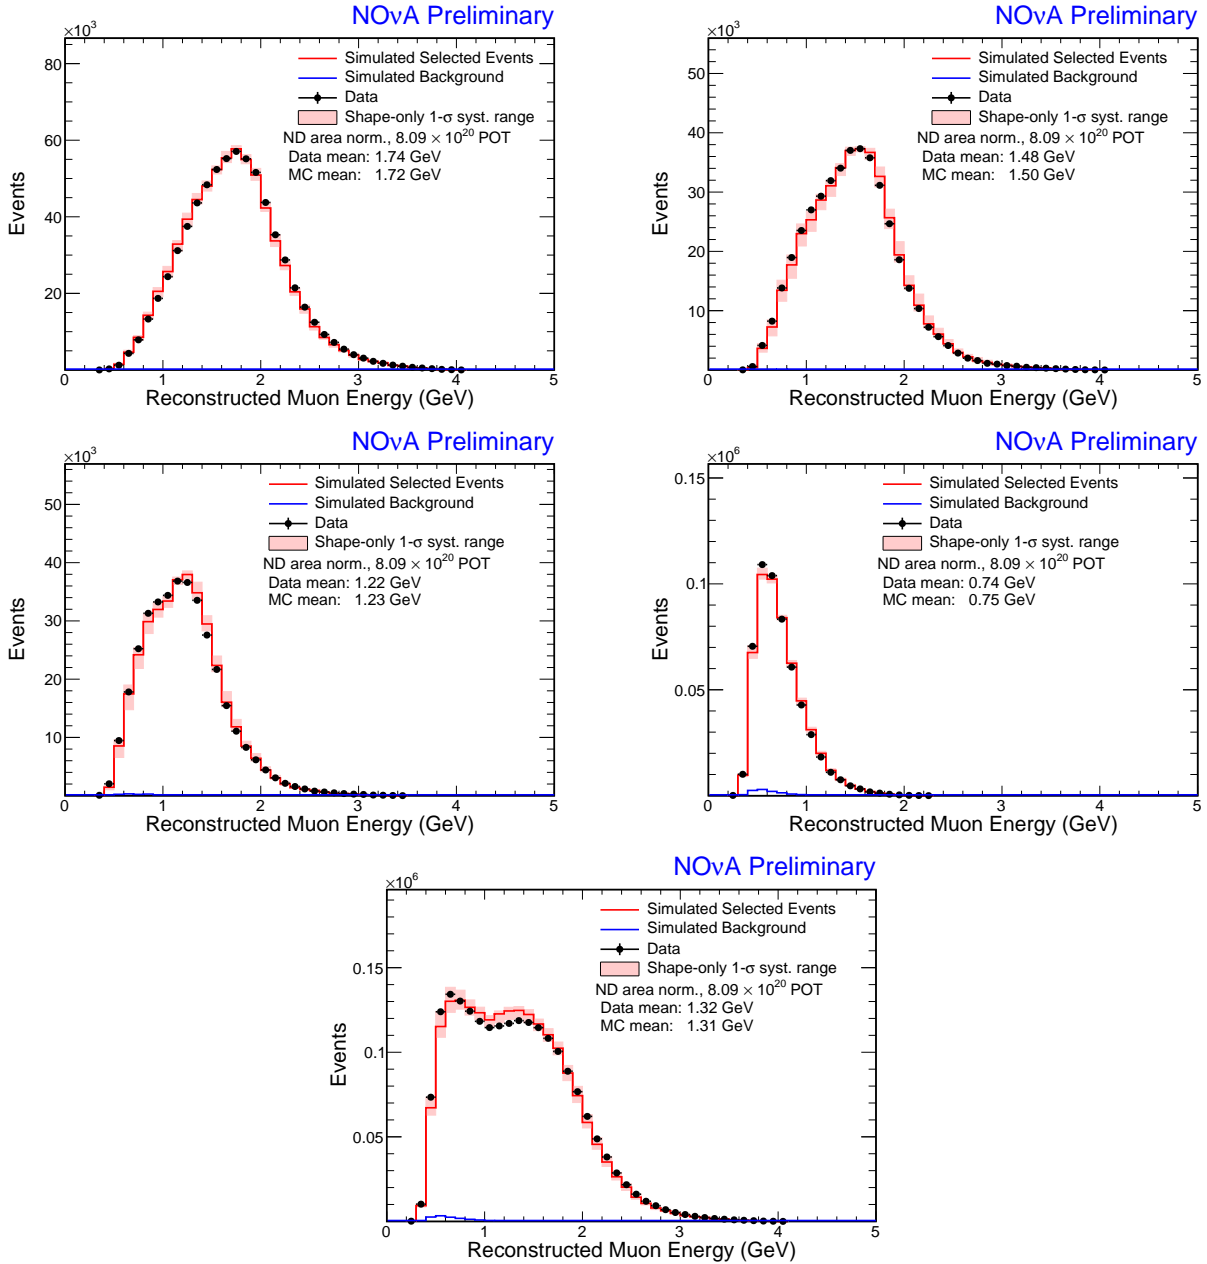 NOνA Preliminary
×10³
80
60
40
20
Events
Simulated Selected Events
Simulated Background
Data
Shape-only 1-σ syst. range
ND area norm., 8.09 × 10²⁰ POT
Data mean: 1.74 GeV
MC mean: 1.72 GeV
0 1 2 3 4 5
Reconstructed Muon Energy (GeV)
NOνA Preliminary
×10³
50
40
30
20
10
Events
Simulated Selected Events
Simulated Background
Data
Shape-only 1-σ syst. range
ND area norm., 8.09 × 10²⁰ POT
Data mean: 1.48 GeV
MC mean: 1.50 GeV
0 1 2 3 4 5
Reconstructed Muon Energy (GeV)
NOνA Preliminary
×10³
50
40
30
20
10
Events
Simulated Selected Events
Simulated Background
Data
Shape-only 1-σ syst. range
ND area norm., 8.09 × 10²⁰ POT
Data mean: 1.22 GeV
MC mean: 1.23 GeV
0 1 2 3 4 5
Reconstructed Muon Energy (GeV)
NOνA Preliminary
×10⁶
0.15
0.1
0.05
Events
Simulated Selected Events
Simulated Background
Data
Shape-only 1-σ syst. range
ND area norm., 8.09 × 10²⁰ POT
Data mean: 0.74 GeV
MC mean: 0.75 GeV
0 1 2 3 4 5
Reconstructed Muon Energy (GeV)
NOνA Preliminary
×10⁶
0.15
0.1
0.05
Events
Simulated Selected Events
Simulated Background
Data
Shape-only 1-σ syst. range
ND area norm., 8.09 × 10²⁰ POT
Data mean: 1.32 GeV
MC mean: 1.31 GeV
0 1 2 3 4 5
Reconstructed Muon Energy (GeV)